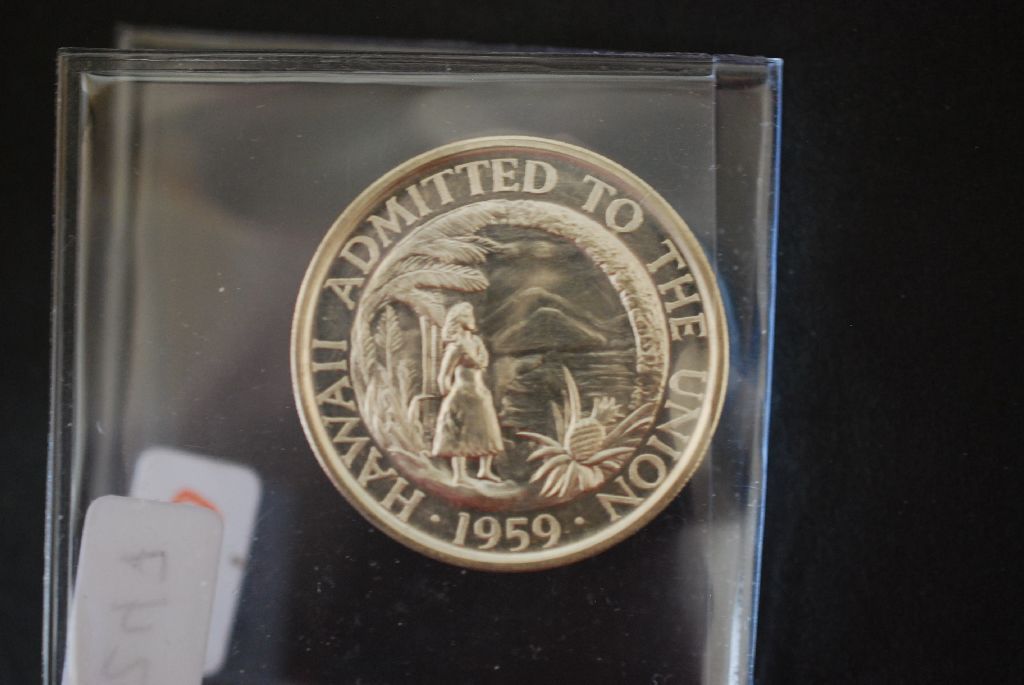 HAWAII ADMITTED TO THE UNION
· 1959 ·